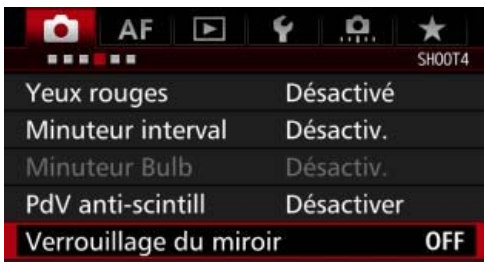 AF
SHOOT4
Yeux rouges Désactivé
Minuteur interval Désactiv.
Minuteur Bulb Désactiv.
PdV anti-scintill Désactiver
Verrouillage du miroir OFF